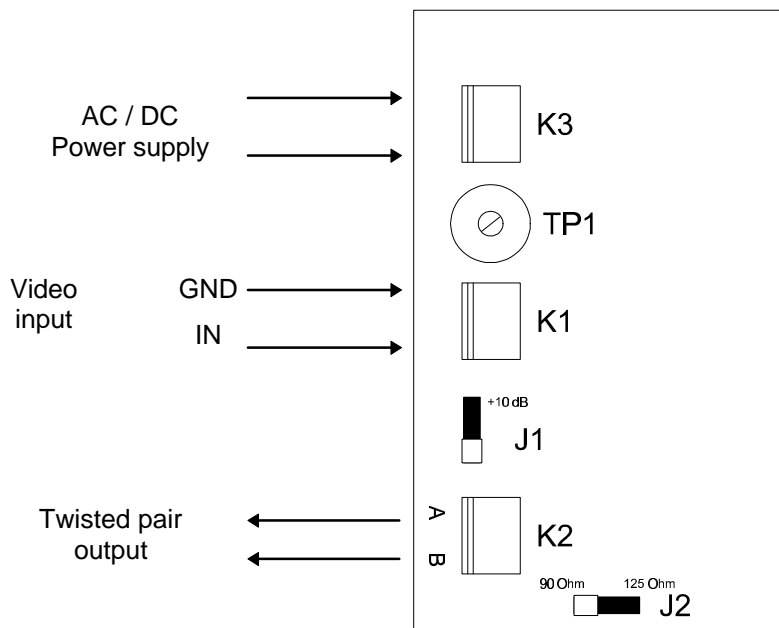 AC / DC
Power supply
K3
TP1
Video
input
GND
IN
K1
+10 dB
J1
Twisted pair
output
A
B
K2
90 Ohm
125 Ohm
J2